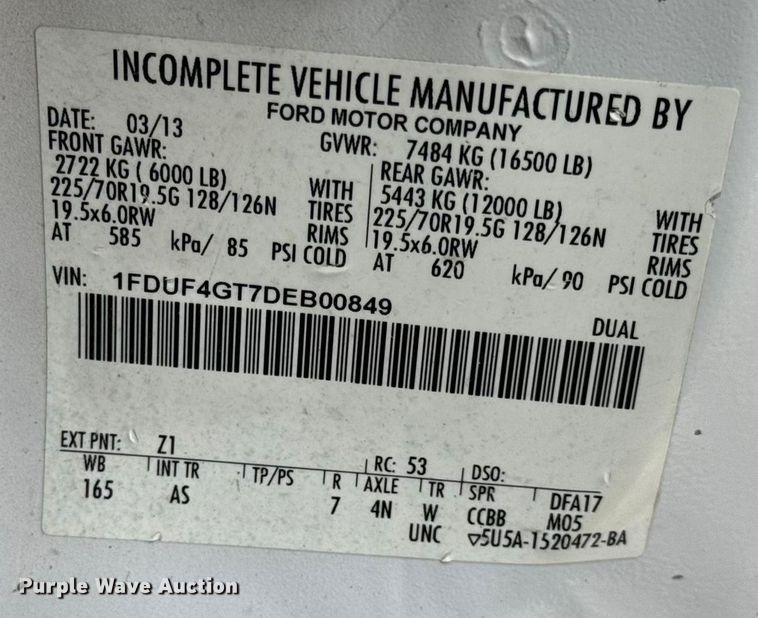 INCOMPLETE VEHICLE MANUFACTURED BY
FORD MOTOR COMPANY
DATE: 03/13 GVWR: 7484 KG (16500 LB)
FRONT GAWR: REAR GAWR:
2722 KG ( 6000 LB) WITH 5443 KG (12000 LB) WITH
225/70R19.5G 128/126N TIRES 225/70R19.5G 128/126N TIRES
19.5x6.0RW RIMS 19.5x6.0RW RIMS
AT 585 kPa/ 85 PSI COLD AT 620 kPa/ 90 PSI COLD
VIN: 1FDUF4GT7DEB00849
DUAL
EXT PNT: Z1 RC: 53 DSO:
WB INT TR TP/PS R AXLE TR SPR DFA17
165 AS 7 4N W CCBB M05
UNC ▽5U5A-1520472-BA
Purple Wave Auction